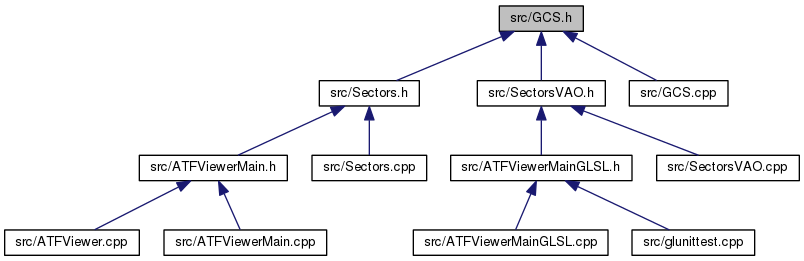 src/GCS.h
src/Sectors.h
src/SectorsVAO.h
src/GCS.cpp
src/ATFViewerMain.h
src/Sectors.cpp
src/ATFViewerMainGLSL.h
src/SectorsVAO.cpp
src/ATFViewer.cpp
src/ATFViewerMain.cpp
src/ATFViewerMainGLSL.cpp
src/glunittest.cpp